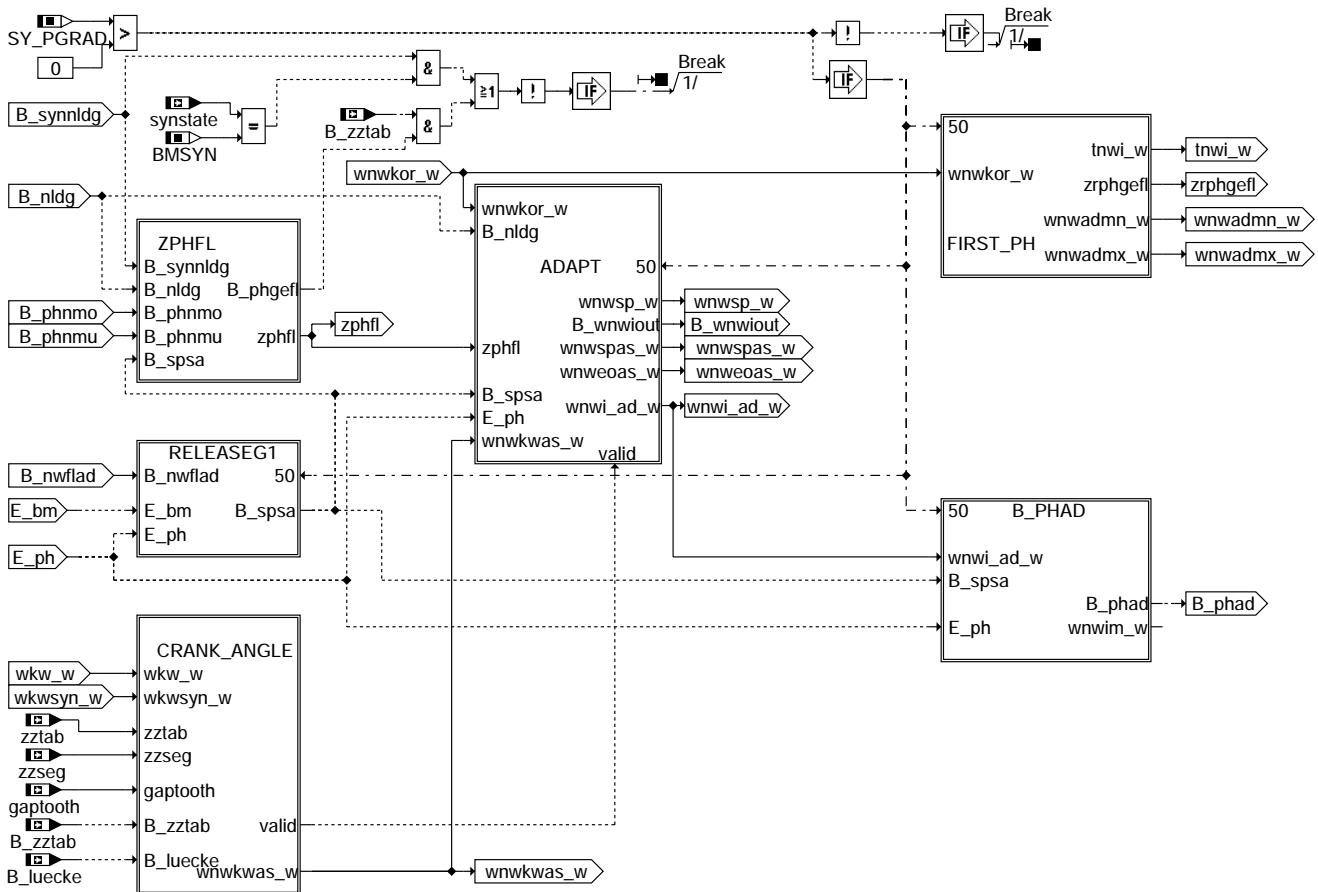 SY_PGRAD
>
0
!
IF
Break
1/
B_synnldg
synstate
BMSYN
=
&
B_zztab
&
≥1
!
IF
Break
1/
IF
B_nldg
wnwkor_w
50
wnwkor_w
FIRST_PH
tnwi_w
zrphgefl
wnwadmn_w
wnwadmx_w
tnwi_w
zrphgefl
wnwadmn_w
wnwadmx_w
ZPHFL
B_synnldg
B_nldg
B_phnmo
B_phnmu
B_spsa
B_phgefl
zphfl
B_phnmo
B_phnmu
zphfl
wnwkor_w
B_nldg
ADAPT
50
zphfl
B_spsa
E_ph
wnwkwas_w
wnwsp_w
B_wnwiout
wnwspas_w
wnweoas_w
wnwi_ad_w
valid
wnwsp_w
B_wnwiout
wnwspas_w
wnweoas_w
wnwi_ad_w
RELEASEG1
B_nwflad
50
E_bm
B_spsa
E_ph
B_nwflad
E_bm
E_ph
50
B_PHAD
wnwi_ad_w
B_spsa
B_phad
wnwim_w
E_ph
B_phad
CRANK_ANGLE
wkw_w
wkwsyn_w
zztab
zzseg
gaptooth
B_zztab
B_luecke
valid
wnwkwas_w
wkw_w
wkwsyn_w
zztab
zzseg
gaptooth
B_zztab
B_luecke
wnwkwas_w